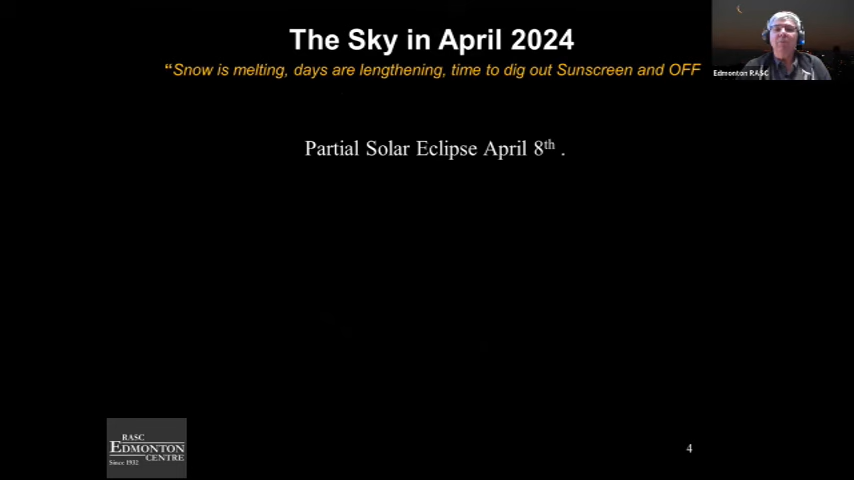 The Sky in April 2024
“Snow is melting, days are lengthening, time to dig out Sunscreen and OFF
Edmonton RASC
Partial Solar Eclipse April 8th .
RASC
EDMONTON
CENTRE
Since 1932
4